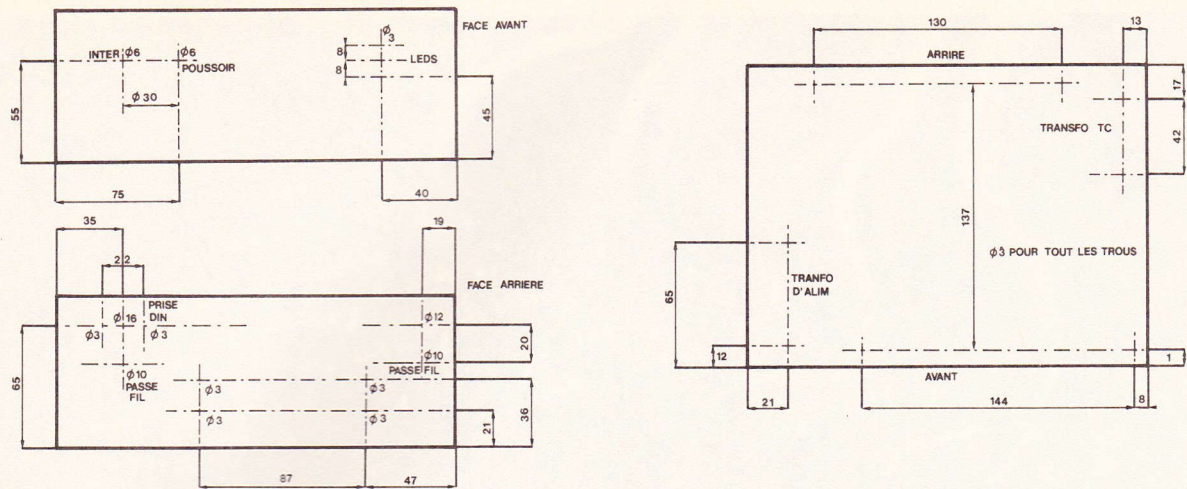 FACE AVANT
INTER
φ6
φ6
POUSSOIR
φ
3
8
8
LEDS
φ 30
55
45
75
40
35
19
2,2
FACE ARRIERE
PRISE
DIN
φ16
φ3
φ3
φ12
20
φ10
PASSE FIL
φ10
PASSE
FIL
65
φ3
φ3
φ3
φ3
36
21
87
47
130
13
ARRIRE
17
TRANSFO TC
42
137
φ3 POUR TOUT LES TROUS
65
TRANFO
D'ALIM
12
1
AVANT
21
144
8